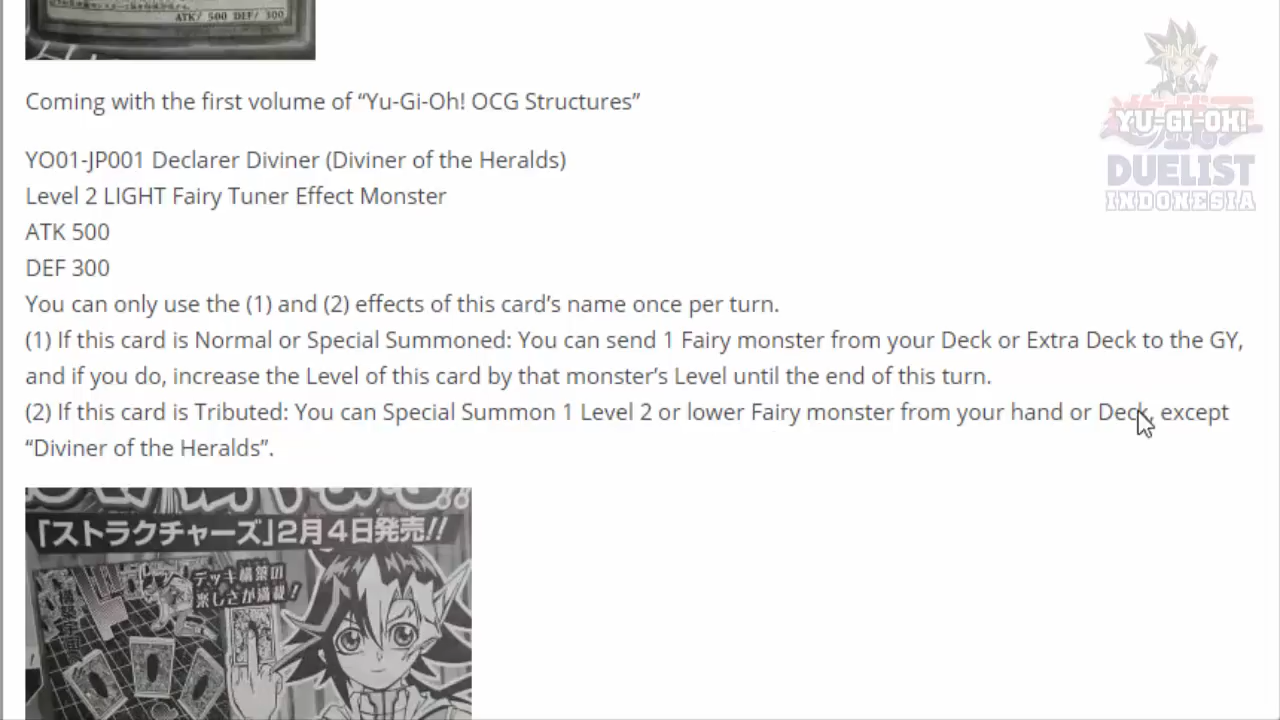 ATK/ 500 DEF/ 300
Coming with the first volume of “Yu-Gi-Oh! OCG Structures”
YO01-JP001 Declarer Diviner (Diviner of the Heralds)
Level 2 LIGHT Fairy Tuner Effect Monster
ATK 500
DEF 300
You can only use the (1) and (2) effects of this card’s name once per turn.
(1) If this card is Normal or Special Summoned: You can send 1 Fairy monster from your Deck or Extra Deck to the GY,
and if you do, increase the Level of this card by that monster’s Level until the end of this turn.
(2) If this card is Tributed: You can Special Summon 1 Level 2 or lower Fairy monster from your hand or Deck, except
“Diviner of the Heralds”.
「ストラクチャーズ」2月4日発売!!
デッキ構築の
楽しさが満載!
YU-GI-OH!
DUELIST
INDONESIA